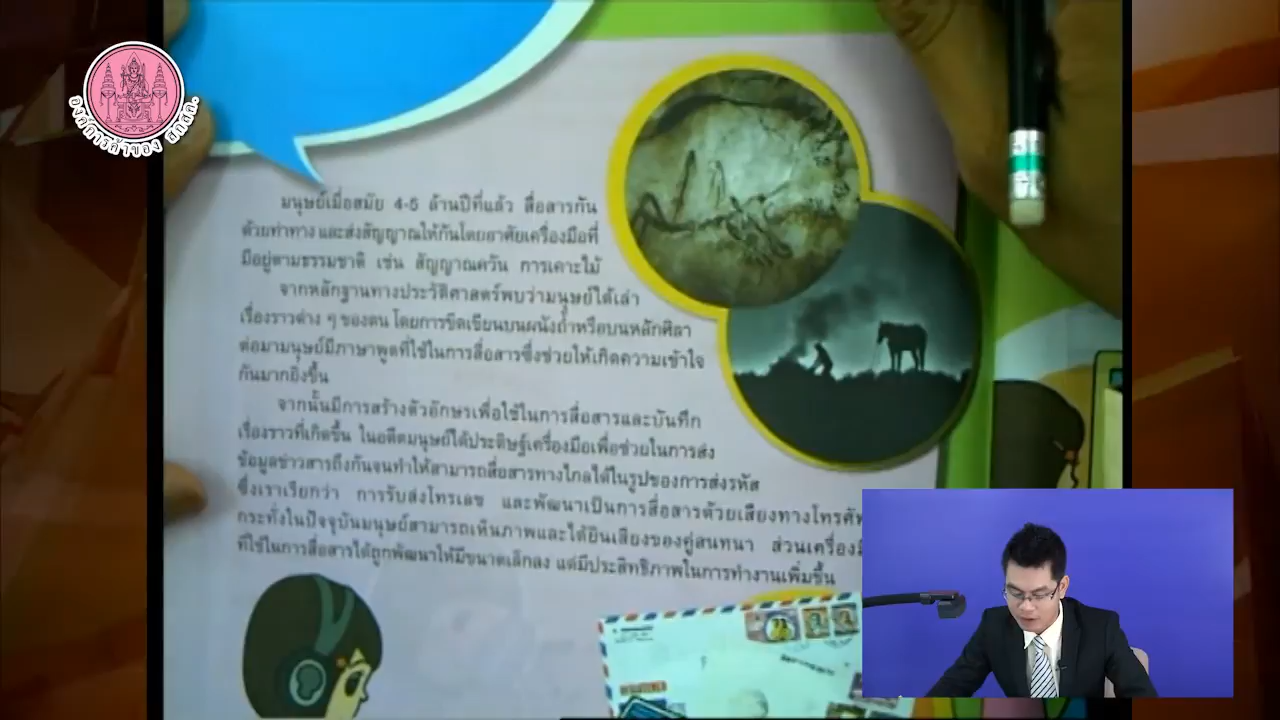 องค์การค้าของ สกสค.
มนุษย์เมื่อสมัย 4-5 ล้านปีที่แล้ว สื่อสารกัน
ด้วยท่าทาง และส่งสัญญาณให้กันโดยอาศัยเครื่องมือที่
มีอยู่ตามธรรมชาติ เช่น สัญญาณควัน การเคาะไม้
จากหลักฐานทางประวัติศาสตร์พบว่ามนุษย์ได้เล่า
เรื่องราวต่าง ๆ ของตน โดยการขีดเขียนบนผนังถ้ำหรือบนหลักศิลา
ต่อมามนุษย์มีภาษาพูดที่ใช้ในการสื่อสารซึ่งช่วยให้เกิดความเข้าใจ
กันมากยิ่งขึ้น
จากนั้นมีการสร้างตัวอักษรเพื่อใช้ในการสื่อสารและบันทึก
เรื่องราวที่เกิดขึ้น ในอดีตมนุษย์ได้ประดิษฐ์เครื่องมือเพื่อช่วยในการส่ง
ข้อมูลข่าวสารถึงกันจนทำให้สามารถสื่อสารทางไกลได้ในรูปของการส่งรหัส
ซึ่งเราเรียกว่า การรับส่งโทรเลข และพัฒนาเป็นการสื่อสารด้วยเสียงทางโทรศัพ
กระทั่งในปัจจุบันมนุษย์สามารถเห็นภาพและได้ยินเสียงของคู่สนทนา ส่วนเครื่องมื
ที่ใช้ในการสื่อสารได้ถูกพัฒนาให้มีขนาดเล็กลง แต่มีประสิทธิภาพในการทำงานเพิ่มขึ้น